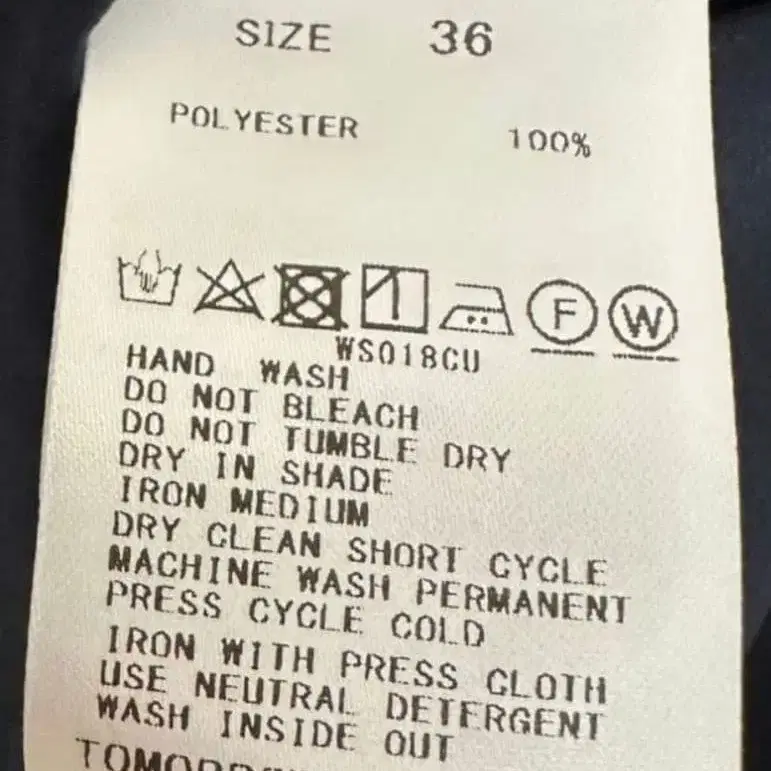 SIZE 36
POLYESTER 100%
F W
WS018CU
HAND WASH
DO NOT BLEACH
DO NOT TUMBLE DRY
DRY IN SHADE
IRON MEDIUM
DRY CLEAN SHORT CYCLE
MACHINE WASH PERMANENT
PRESS CYCLE COLD
IRON WITH PRESS CLOTH
USE NEUTRAL DETERGENT
WASH INSIDE OUT